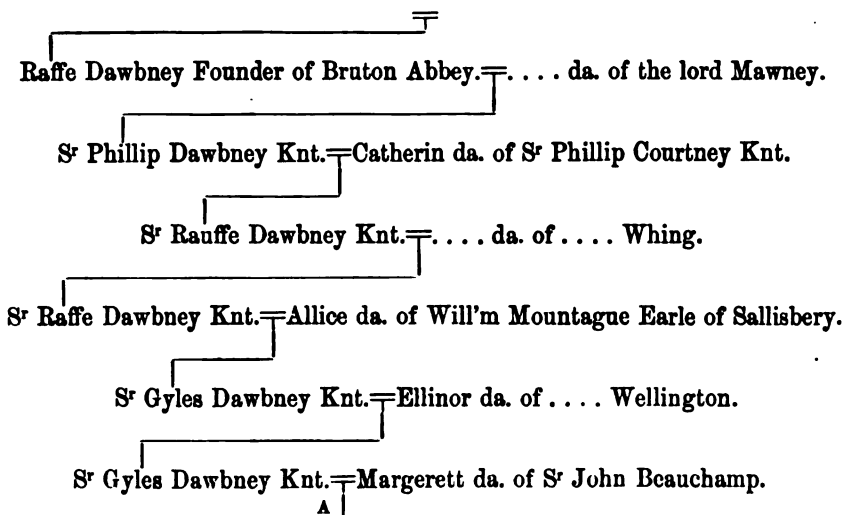 Raffe Dawbney Founder of Bruton Abbey. . . . . da. of the lord Mawney.
Sr Phillip Dawbney Knt. Catherin da. of Sr Phillip Courtney Knt.
Sr Rauffe Dawbney Knt. . . . . da. of . . . . Whing.
Sr Raffe Dawbney Knt. Allice da. of Will'm Mountague Earle of Sallisbery.
Sr Gyles Dawbney Knt. Ellinor da. of . . . . Wellington.
Sr Gyles Dawbney Knt. Margerett da. of Sr John Beauchamp.
A